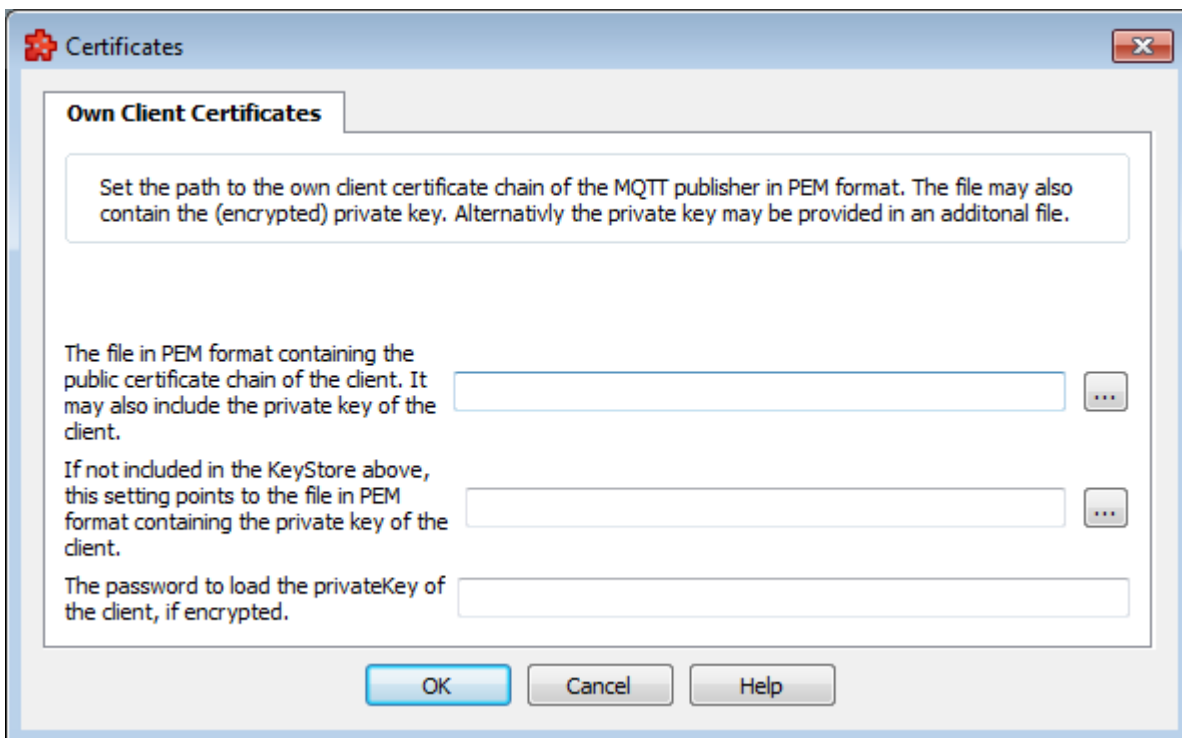 Certificates
Own Client Certificates
Set the path to the own client certificate chain of the MQTT publisher in PEM format. The file may also
contain the (encrypted) private key. Alternativly the private key may be provided in an additonal file.
The file in PEM format containing the
public certificate chain of the client. It
may also include the private key of the
client.
...
If not included in the KeyStore above,
this setting points to the file in PEM
format containing the private key of the
client.
...
The password to load the privateKey of
the client, if encrypted.
OK Cancel Help